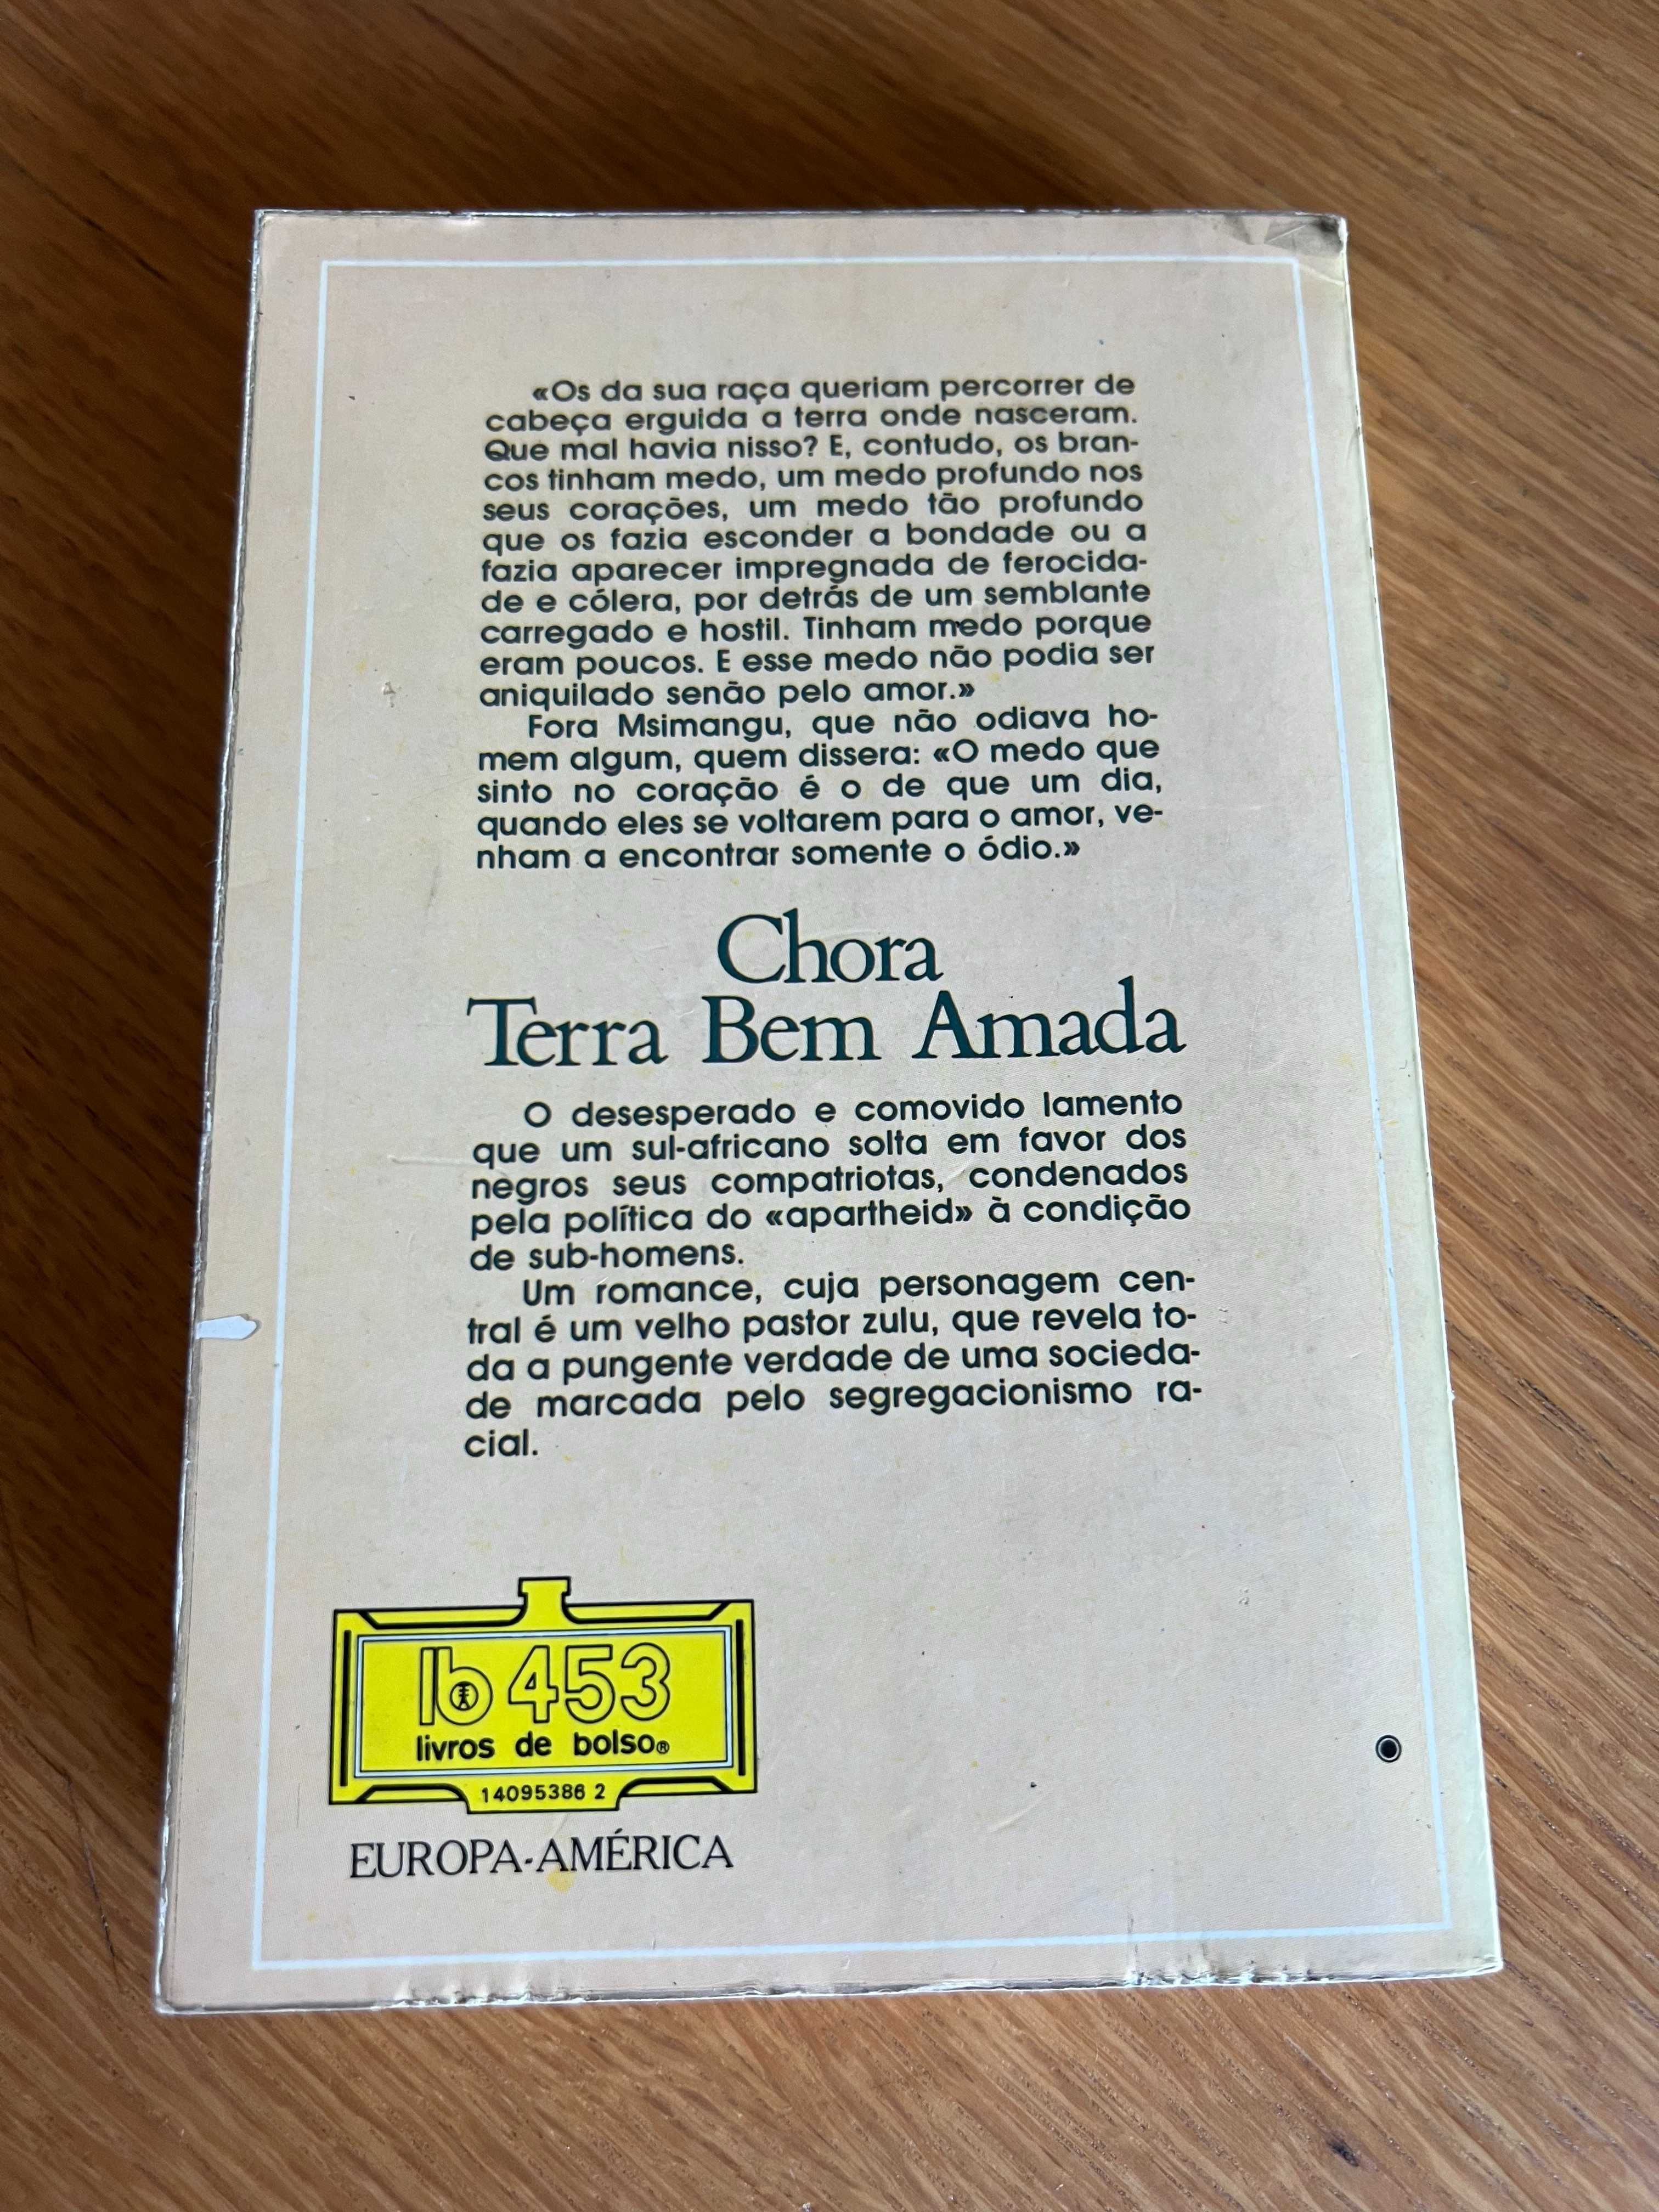 «Os da sua raça queriam percorrer de
cabeça erguida a terra onde nasceram.
Que mal havia nisso? E, contudo, os bran-
cos tinham medo, um medo profundo nos
seus corações, um medo tão profundo
que os fazia esconder a bondade ou a
fazia aparecer impregnada de ferocida-
de e cólera, por detrás de um semblante
carregado e hostil. Tinham medo porque
eram poucos. E esse medo não podia ser
aniquilado senão pelo amor.»
Fora Msimangu, que não odiava ho-
mem algum, quem dissera: «O medo que
sinto no coração é o de que um dia,
quando eles se voltarem para o amor, ve-
nham a encontrar somente o ódio.»
Chora
Terra Bem Amada
O desesperado e comovido lamento
que um sul-africano solta em favor dos
negros seus compatriotas, condenados
pela política do «apartheid» à condição
de sub-homens.
Um romance, cuja personagem cen-
tral é um velho pastor zulu, que revela to-
da a pungente verdade de uma socieda-
de marcada pelo segregacionismo ra-
cial.
lb 453
livros de bolso®
14095386 2
EUROPA-AMÉRICA